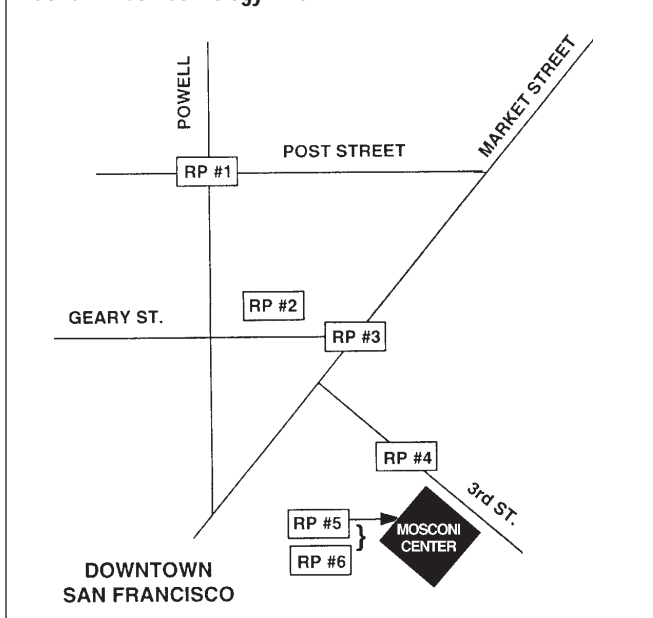 POWELL
MARKET STREET
POST STREET
RP #1
RP #2
GEARY ST.
RP #3
RP #4
3rd ST.
RP #5
}
MOSCONI
CENTER
RP #6
DOWNTOWN
SAN FRANCISCO